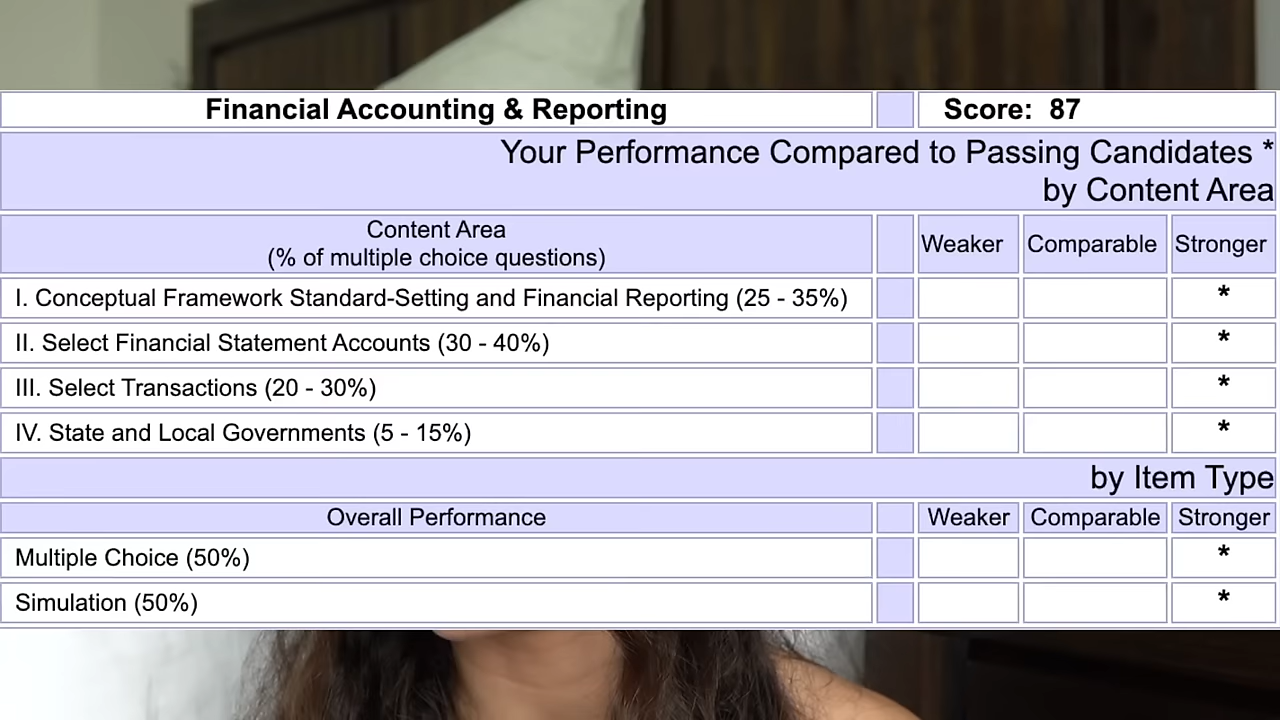 Financial Accounting & Reporting Score: 87
Your Performance Compared to Passing Candidates *
by Content Area
Content Area
(% of multiple choice questions)
Weaker Comparable Stronger
I. Conceptual Framework Standard-Setting and Financial Reporting (25 - 35%) *
II. Select Financial Statement Accounts (30 - 40%) *
III. Select Transactions (20 - 30%) *
IV. State and Local Governments (5 - 15%) *
by Item Type
Overall Performance Weaker Comparable Stronger
Multiple Choice (50%) *
Simulation (50%) *